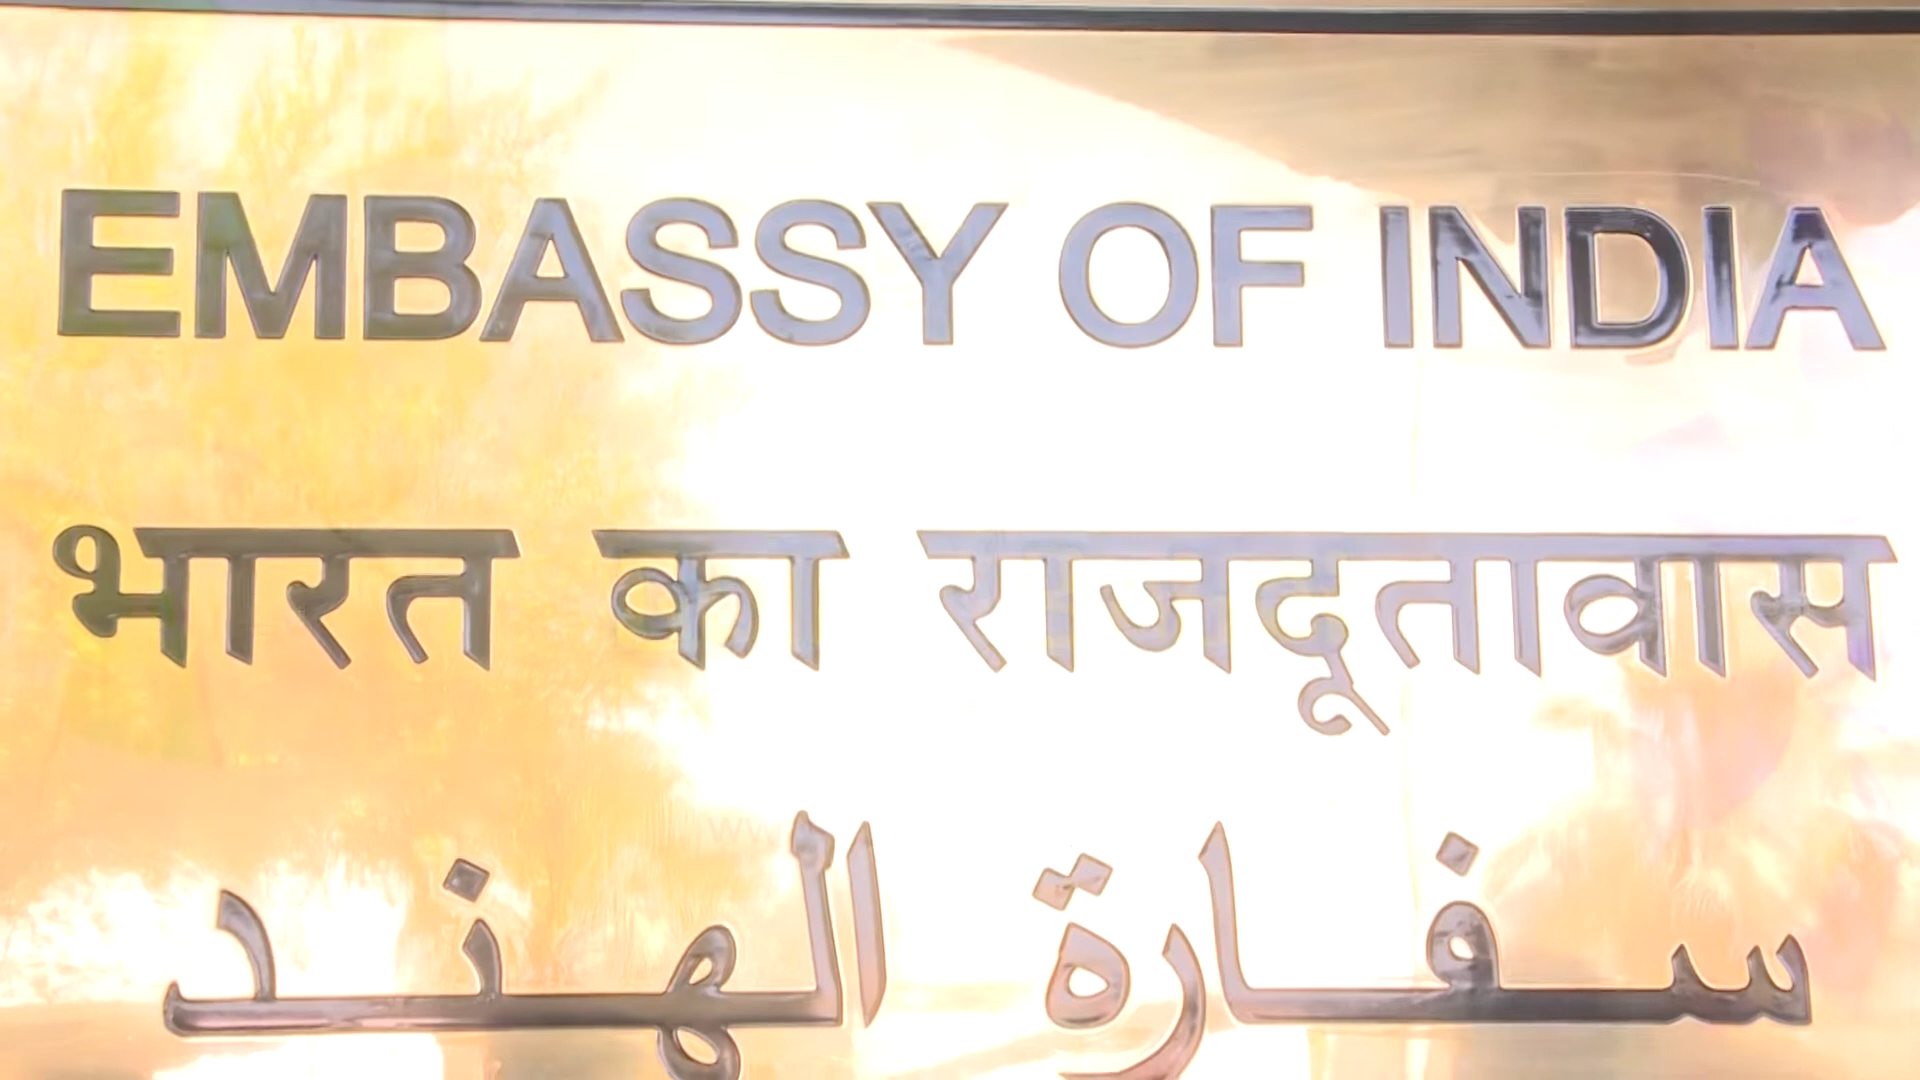 EMBASSY OF INDIA
भारत का राजदूतावास
سفارة الهند